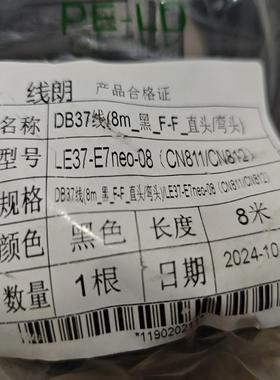 PE-LD
线朗 产品合格证
名称 DB37线(8m_黑_F-F_直头/弯头)
型号 LE37-E7neo-08（CN811/CN812）
规格 DB37线(8m_黑_F-F_直头/弯头)/LE37-E7neo-08 (CN811/CN812)
颜色 黑色 长度 8米
数量 1根 日期 2024-10
"1190202